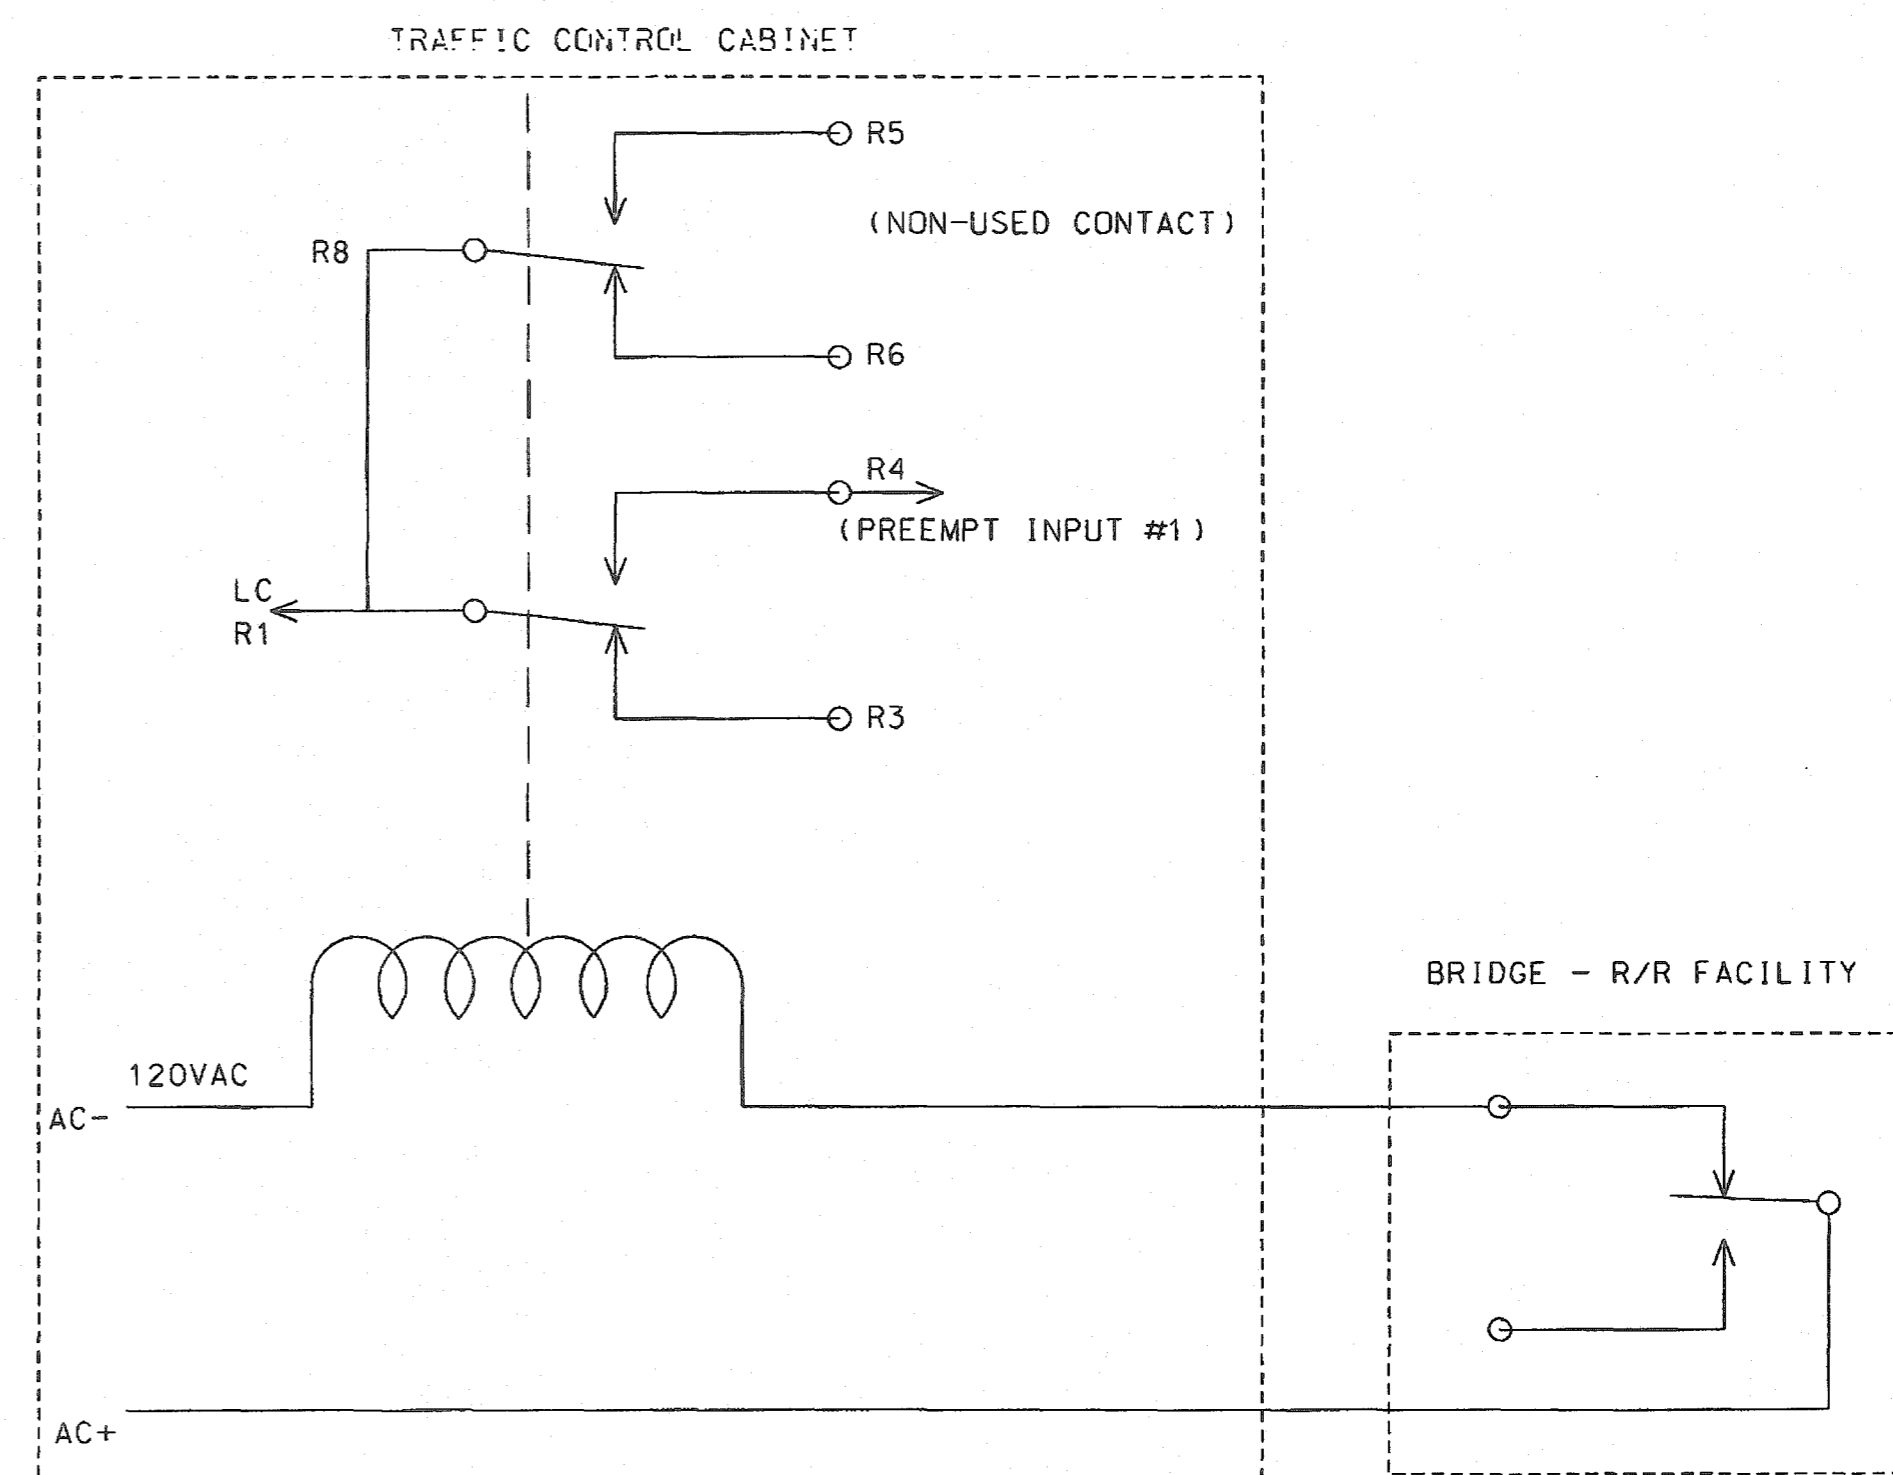 TRAFFIC CONTROL CABINET
R5
(NON-USED CONTACT)
R8
R6
R4
(PREEMPT INPUT #1)
LC
R1
R3
BRIDGE - R/R FACILITY
120VAC
AC-
AC+